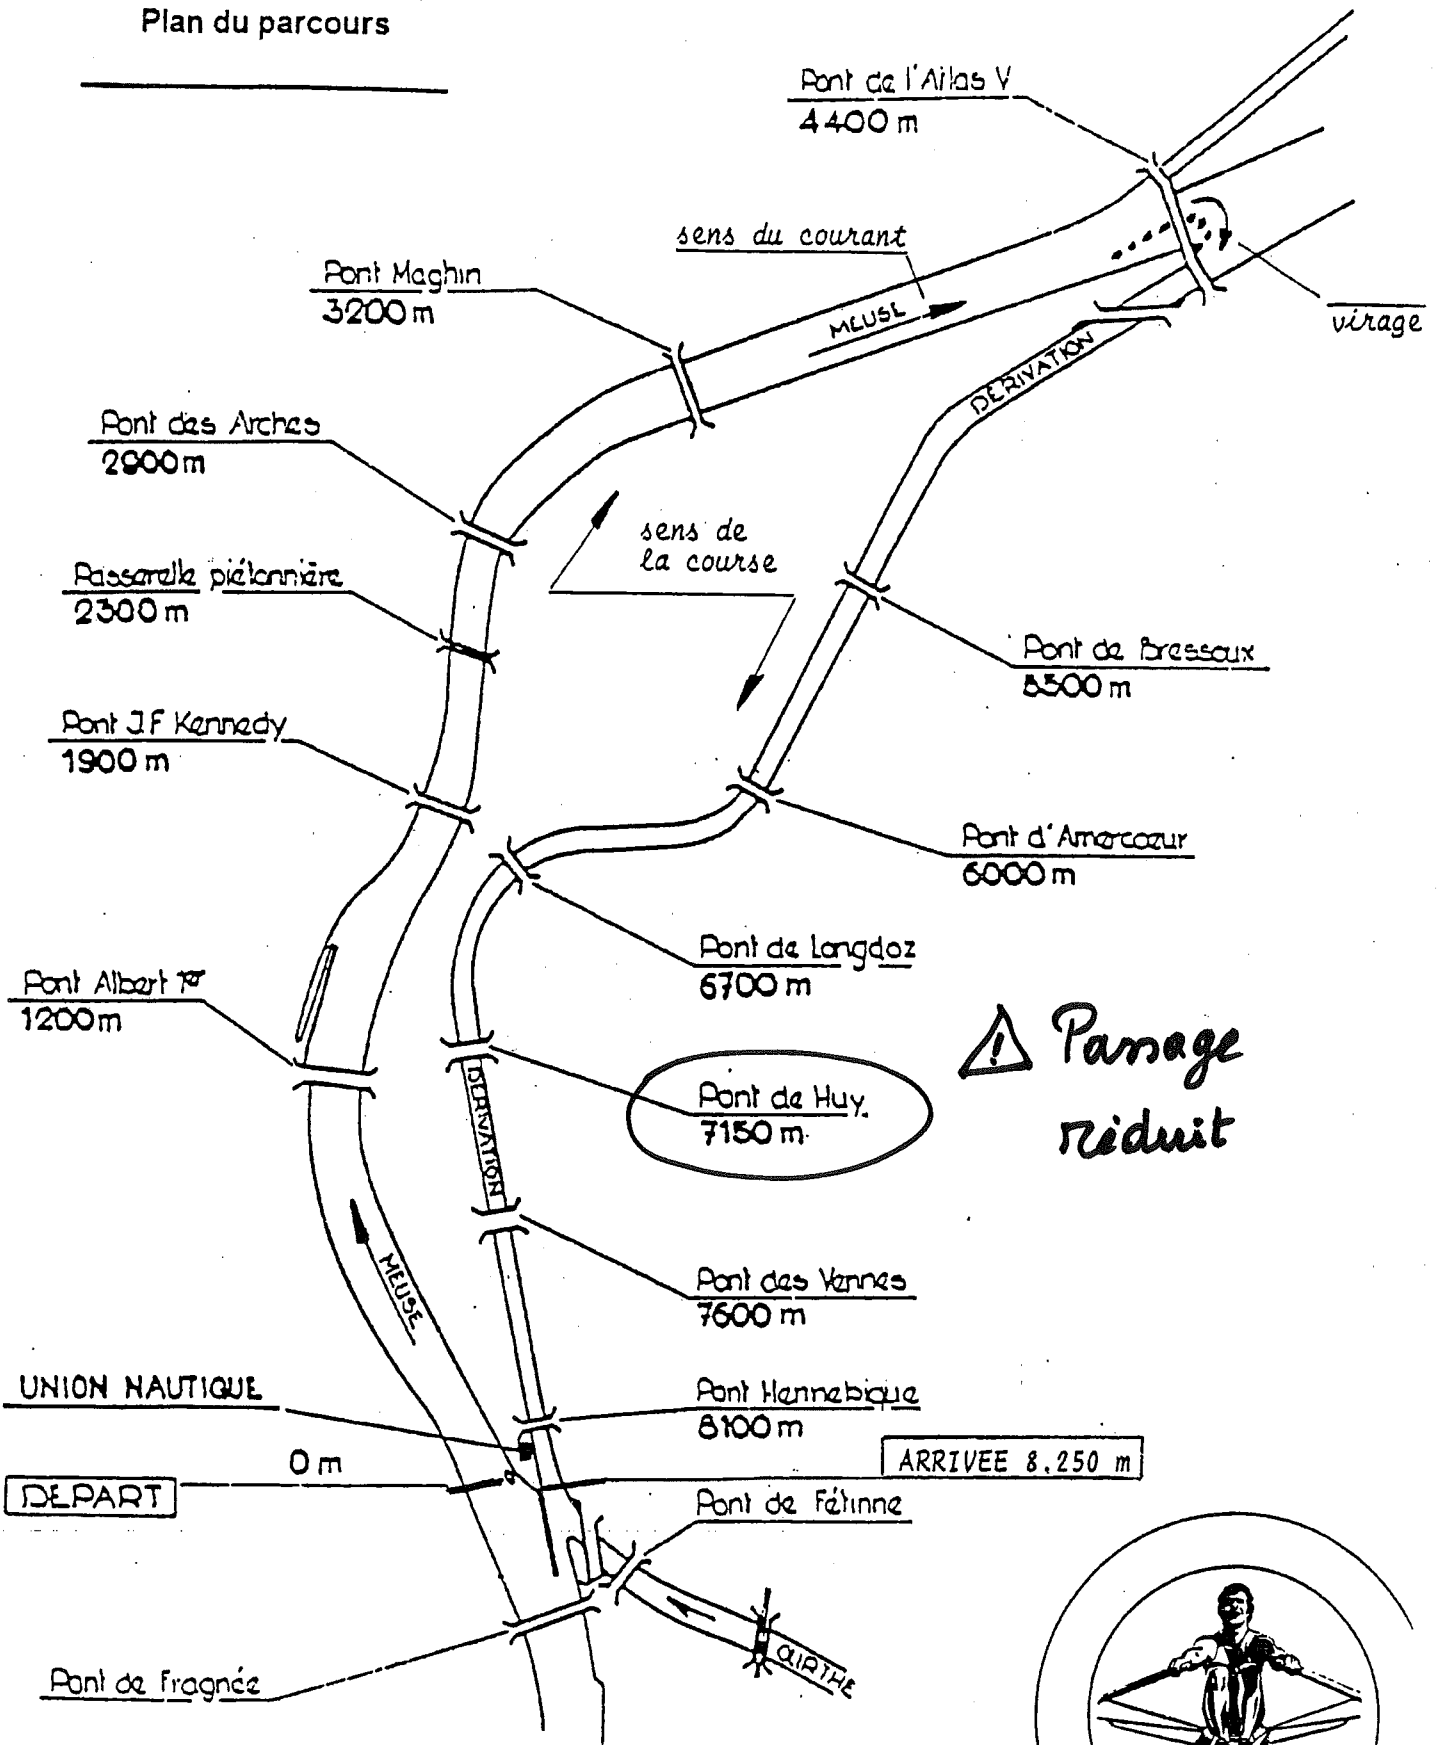 Plan du parcours
Pont de l'Atlas V
4400 m
sens du courant
MEUSE
virage
Pont Maghin
3200 m
DERIVATION
Pont des Arches
2900 m
sens de
la course
Passerelle piétonnière
2300 m
Pont de Bressoux
5500 m
Pont J.F Kennedy
1900 m
Pont d'Amercœur
6000 m
Pont de Longdoz
6700 m
Pont Albert 1er
1200 m
Passage
réduit
Pont de Huy
7150 m
DERIVATION
MEUSE
Pont des Vennes
7600 m
UNION NAUTIQUE
Pont Hennebique
8100 m
0 m
DEPART
ARRIVEE 8.250 m
Pont de Fétinne
OURTHE
Pont de Fragnée